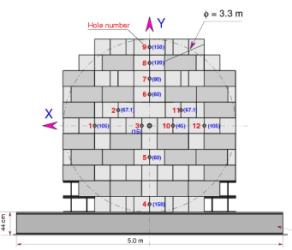 Y
ϕ = 3.3 m
Hole number
9 (150)
8 (120)
7 (90)
6 (60)
2 (67.1) 11 (67.1)
X
1 (105) 3 (15) 10 (45) 12 (105)
5 (60)
4 (150)
44 cm
5.0 m